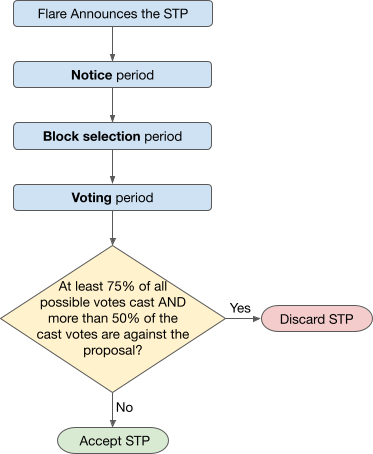 Flare Announces the STP
Notice period
Block selection period
Voting period
At least 75% of all
possible votes cast AND
more than 50% of the
cast votes are against the
proposal?
Yes
Discard STP
No
Accept STP